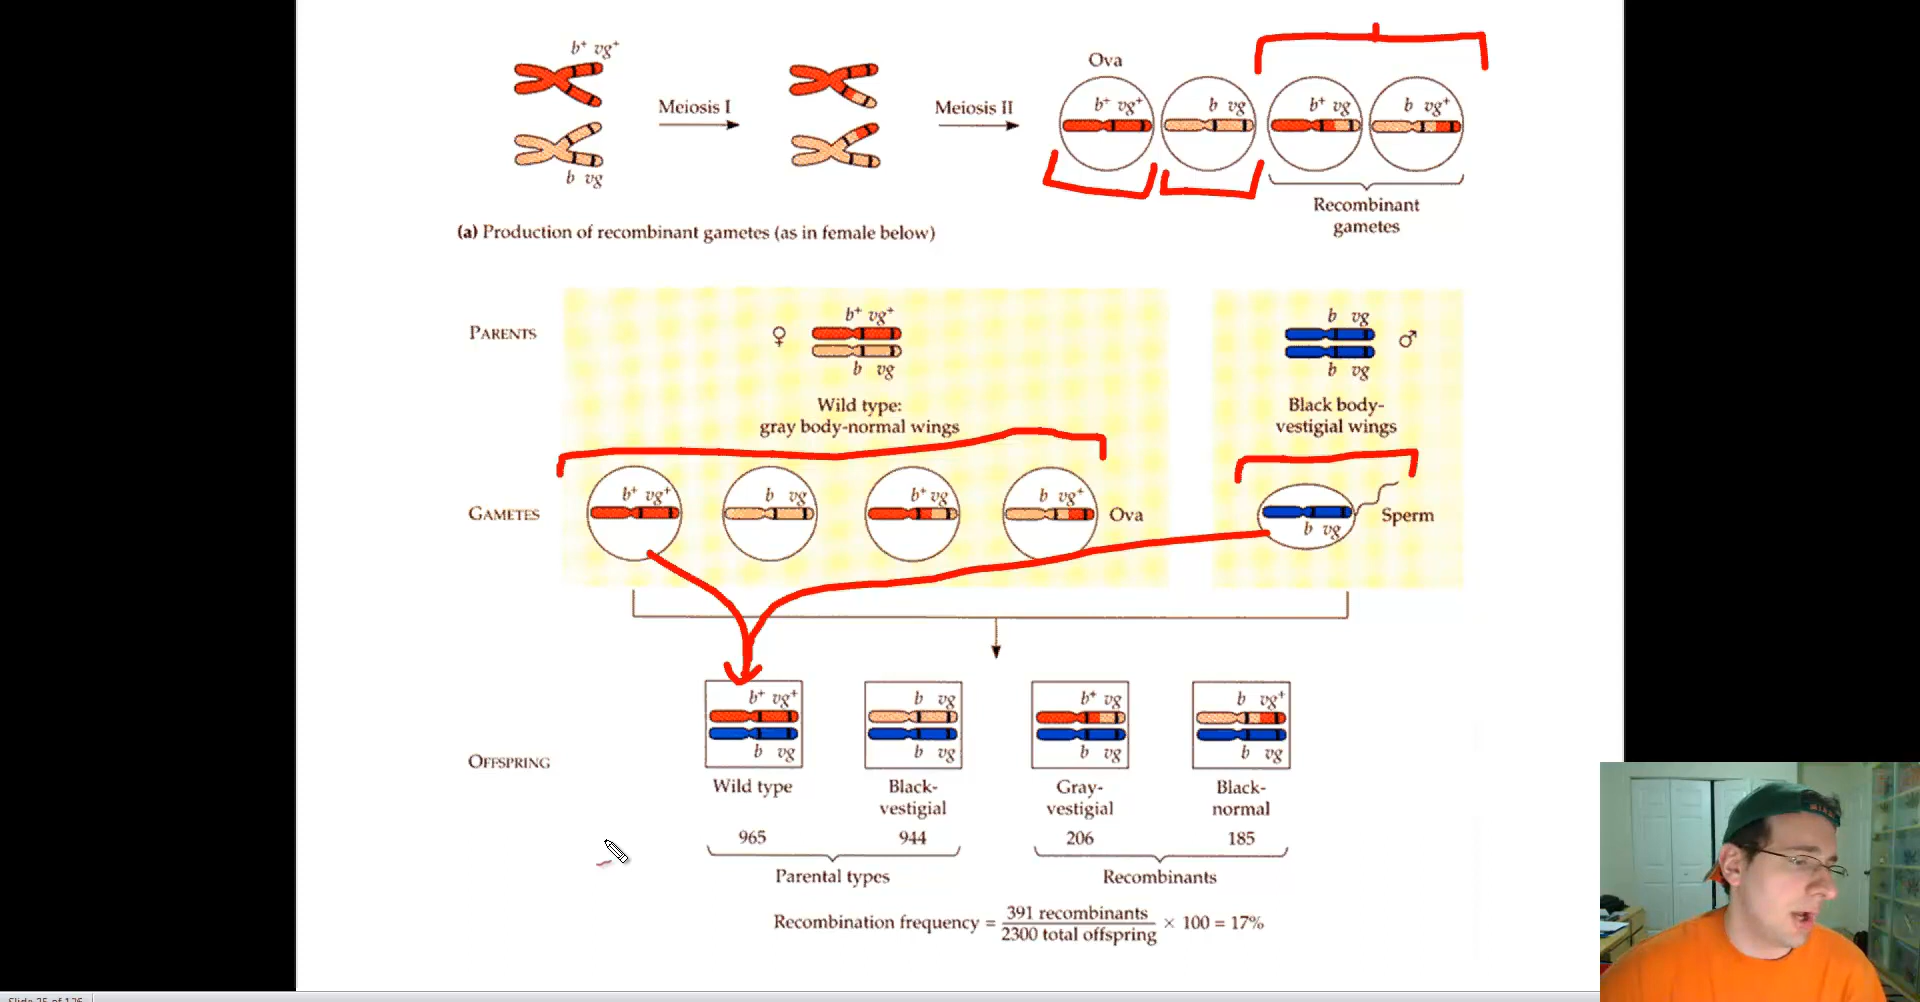 b⁺ vg⁺
Meiosis I
b vg
Meiosis II
Ova
b⁺ vg⁺
b vg
b⁺ vg
b vg⁺
Recombinant
gametes
(a) Production of recombinant gametes (as in female below)
PARENTS
♀
b⁺ vg⁺
b vg
Wild type:
gray body-normal wings
b vg
b vg
♂
Black body-
vestigial wings
GAMETES
b⁺ vg⁺
b vg
b⁺ vg
b vg⁺
Ova
b vg
Sperm
OFFSPRING
b⁺ vg⁺
b vg
Wild type
965
b vg
b vg
Black-
vestigial
944
b⁺ vg
b vg
Gray-
vestigial
206
b vg⁺
b vg
Black-
normal
185
Parental types
Recombinants
Recombination frequency = 391 recombinants / 2300 total offspring × 100 = 17%